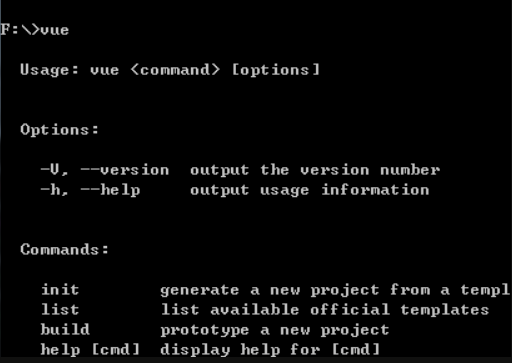 F:\>vue
Usage: vue <command> [options]
Options:
-V, --version output the version number
-h, --help output usage information
Commands:
init generate a new project from a templ
list list available official templates
build prototype a new project
help [cmd] display help for [cmd]